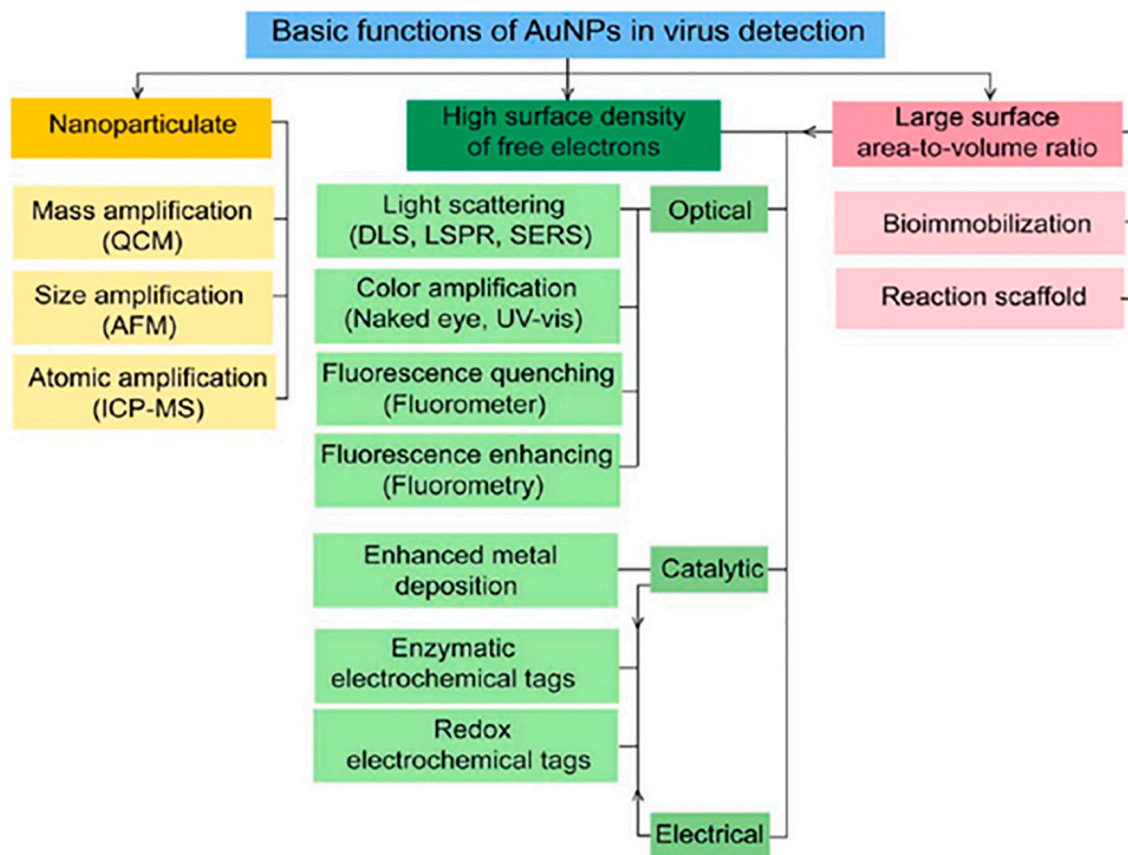 Basic functions of AuNPs in virus detection
Nanoparticulate
Mass amplification
(QCM)
Size amplification
(AFM)
Atomic amplification
(ICP-MS)
High surface density
of free electrons
Optical
Light scattering
(DLS, LSPR, SERS)
Color amplification
(Naked eye, UV-vis)
Fluorescence quenching
(Fluorometer)
Fluorescence enhancing
(Fluorometry)
Catalytic
Enhanced metal
deposition
Enzymatic
electrochemical tags
Redox
electrochemical tags
Electrical
Large surface
area-to-volume ratio
Bioimmobilization
Reaction scaffold